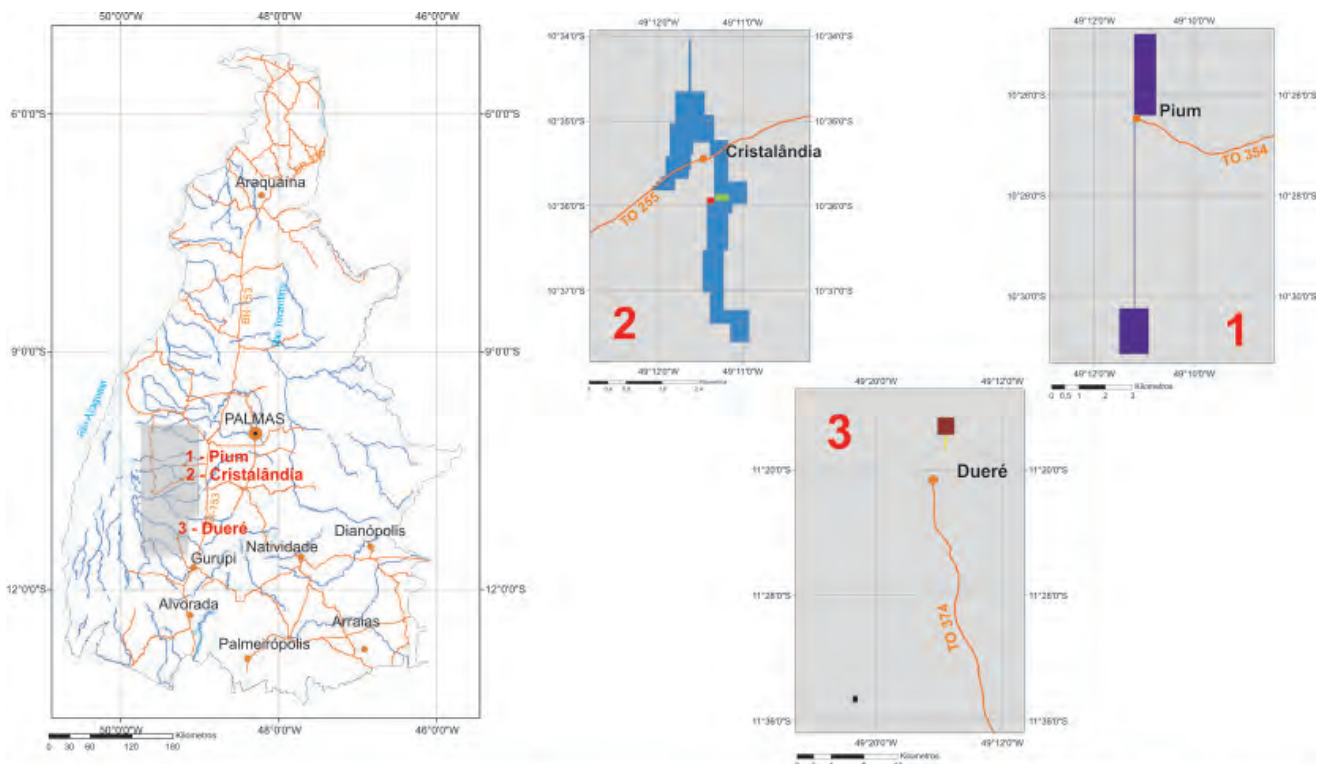 50°0'0"W
48°0'0"W
46°0'0"W
6°0'0"S
6°0'0"S
9°0'0"S
9°0'0"S
12°0'0"S
12°0'0"S
Araguaína
BR-153
Rio Tocantins
Rio Araguaia
PALMAS
1 - Pium
2 - Cristalândia
3 - Dueré
Gurupi
Natividade
Dianópolis
Alvorada
Arraias
Palmeirópolis
50°0'0"W
48°0'0"W
46°0'0"W
Kilometros
0 30 60 120 180
49°12'0"W
49°11'0"W
10°34'0"S
10°34'0"S
10°35'0"S
10°35'0"S
Cristalândia
TO 255
10°36'0"S
10°36'0"S
10°37'0"S
10°37'0"S
2
49°12'0"W
49°11'0"W
Kilometros
49°12'0"W
49°10'0"W
10°26'0"S
10°26'0"S
Pium
TO 354
10°28'0"S
10°28'0"S
10°30'0"S
10°30'0"S
1
49°12'0"W
49°10'0"W
0 0,5 1 2 3
Kilometros
49°20'0"W
49°12'0"W
3
11°20'0"S
11°20'0"S
Dueré
11°28'0"S
11°28'0"S
TO 374
11°36'0"S
11°36'0"S
49°20'0"W
49°12'0"W
Kilometros